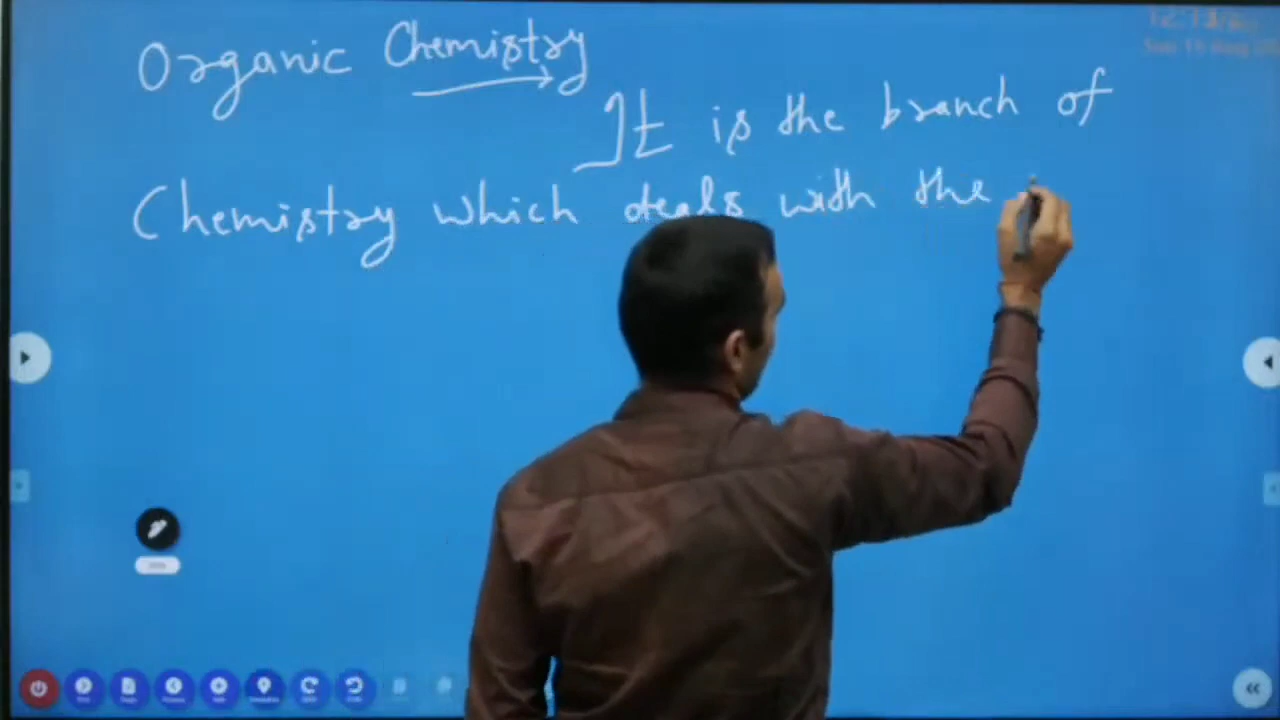 Organic Chemistry
It is the branch of
Chemistry which deals with the